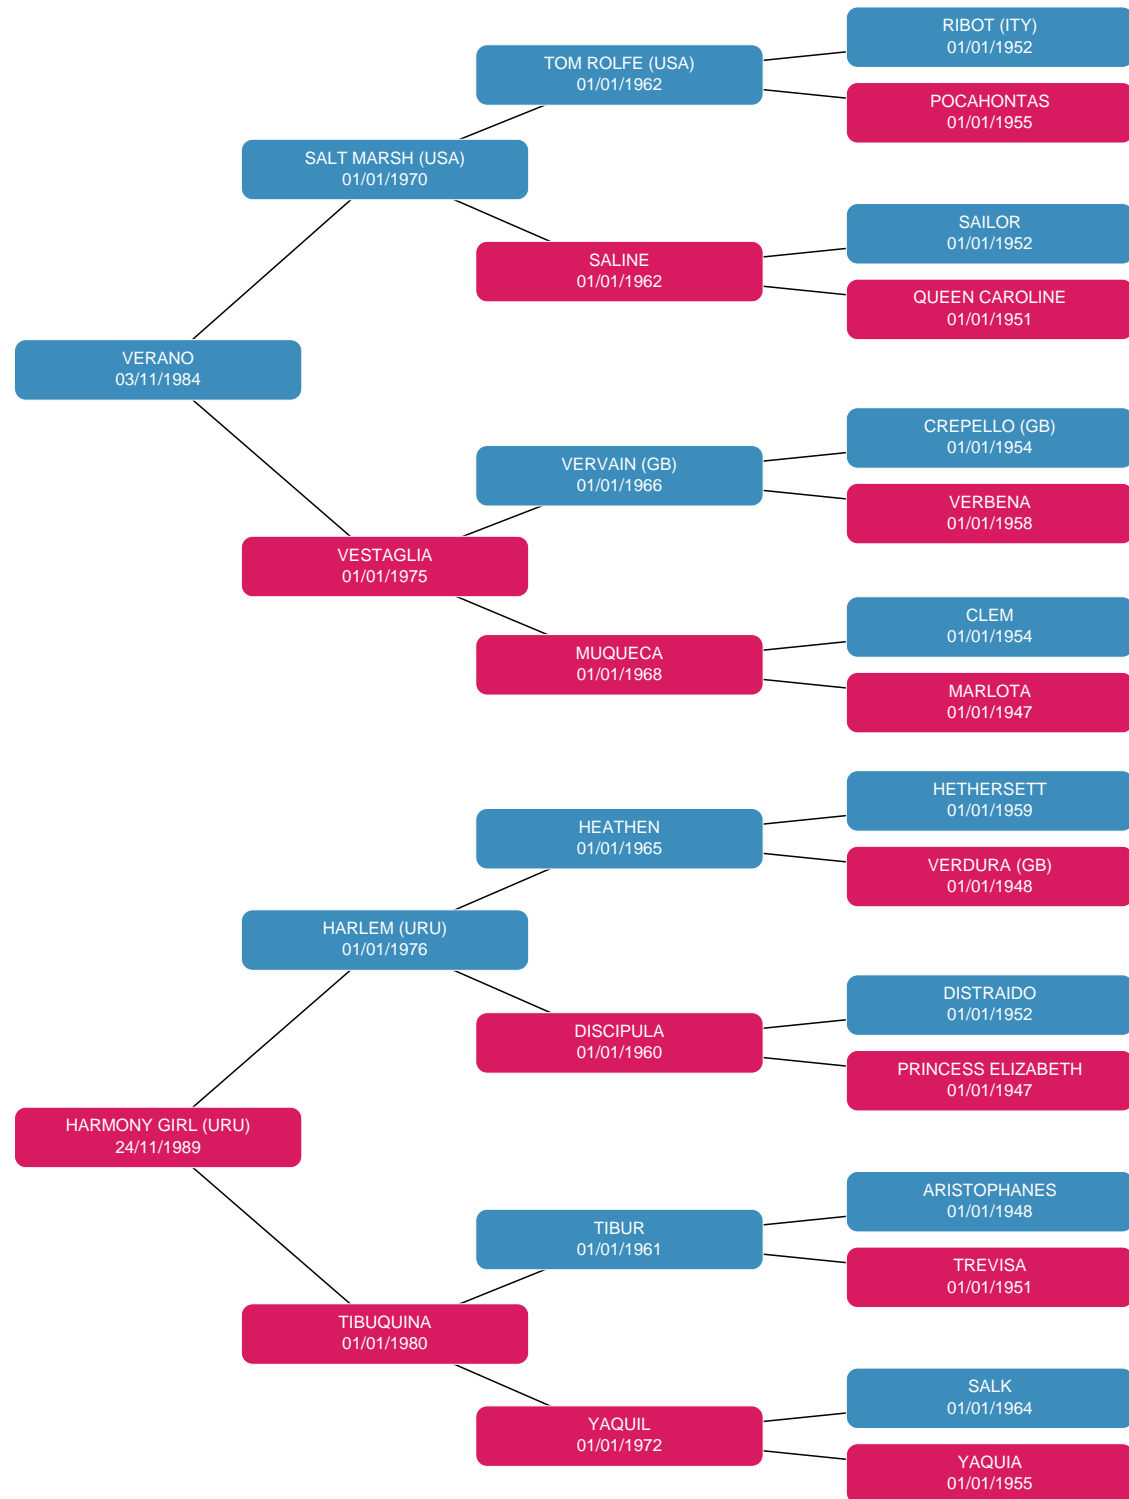 RIBOT (ITY)
01/01/1952
TOM ROLFE (USA)
01/01/1962
POCAHONTAS
01/01/1955
SALT MARSH (USA)
01/01/1970
SAILOR
01/01/1952
SALINE
01/01/1962
QUEEN CAROLINE
01/01/1951
VERANO
03/11/1984
CREPELLO (GB)
01/01/1954
VERVAIN (GB)
01/01/1966
VERBENA
01/01/1958
VESTAGLIA
01/01/1975
CLEM
01/01/1954
MUQUECA
01/01/1968
MARLOTA
01/01/1947
HETHERSETT
01/01/1959
HEATHEN
01/01/1965
VERDURA (GB)
01/01/1948
HARLEM (URU)
01/01/1976
DISTRAIDO
01/01/1952
DISCIPULA
01/01/1960
PRINCESS ELIZABETH
01/01/1947
HARMONY GIRL (URU)
24/11/1989
ARISTOPHANES
01/01/1948
TIBUR
01/01/1961
TREVISA
01/01/1951
TIBUQUINA
01/01/1980
SALK
01/01/1964
YAQUIL
01/01/1972
YAQUIA
01/01/1955